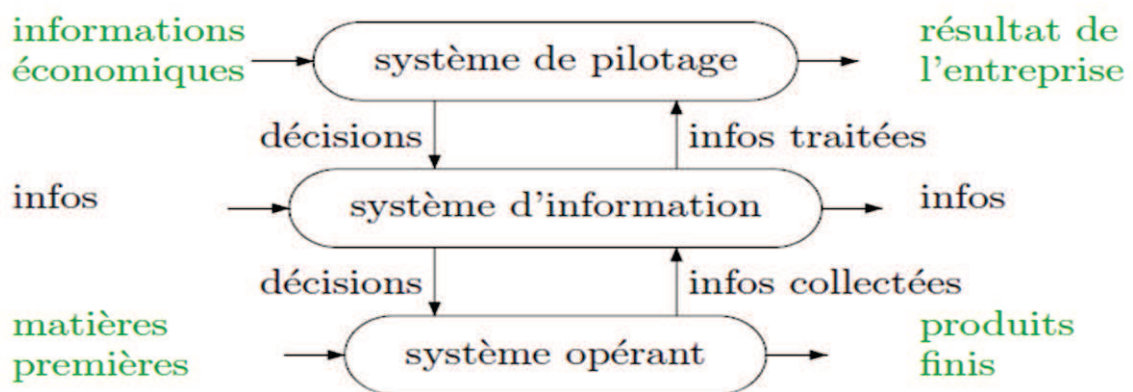 informations
économiques
système de pilotage
résultat de
l'entreprise
décisions
infos traitées
infos
système d'information
infos
décisions
infos collectées
matières
premières
système opérant
produits
finis